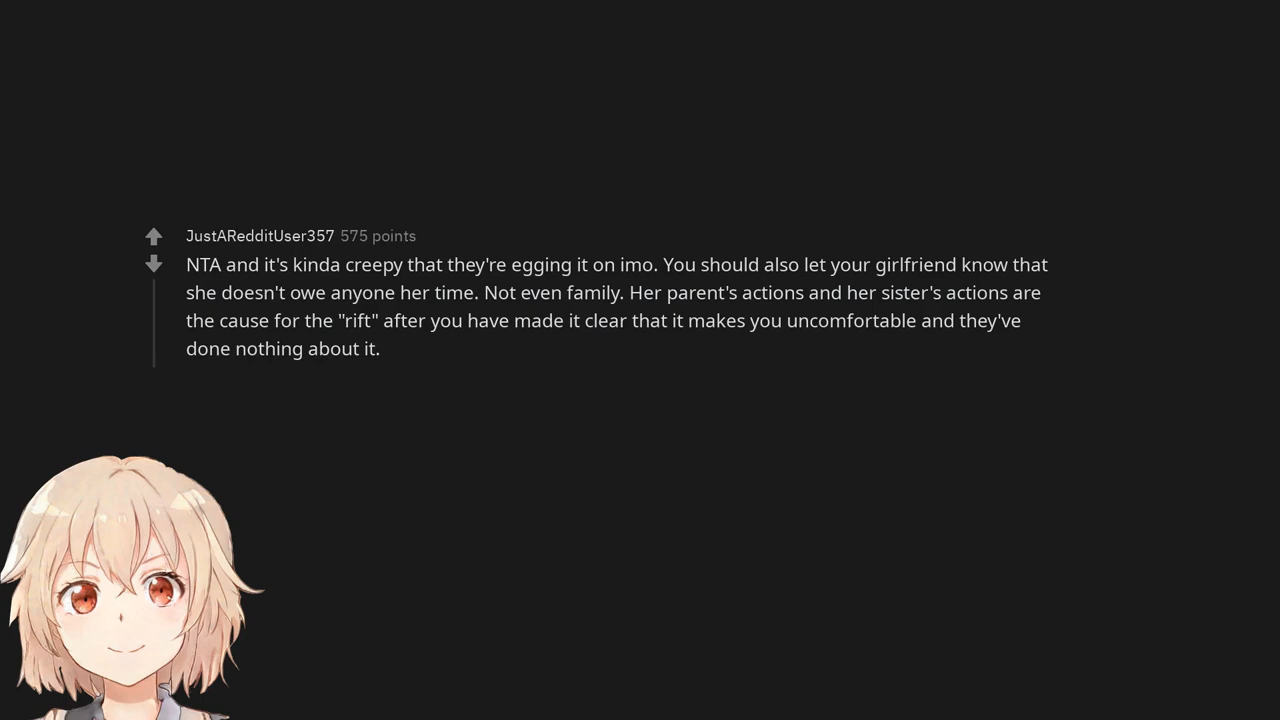 JustARedditUser357 575 points
NTA and it's kinda creepy that they're egging it on imo. You should also let your girlfriend know that
she doesn't owe anyone her time. Not even family. Her parent's actions and her sister's actions are
the cause for the "rift" after you have made it clear that it makes you uncomfortable and they've
done nothing about it.